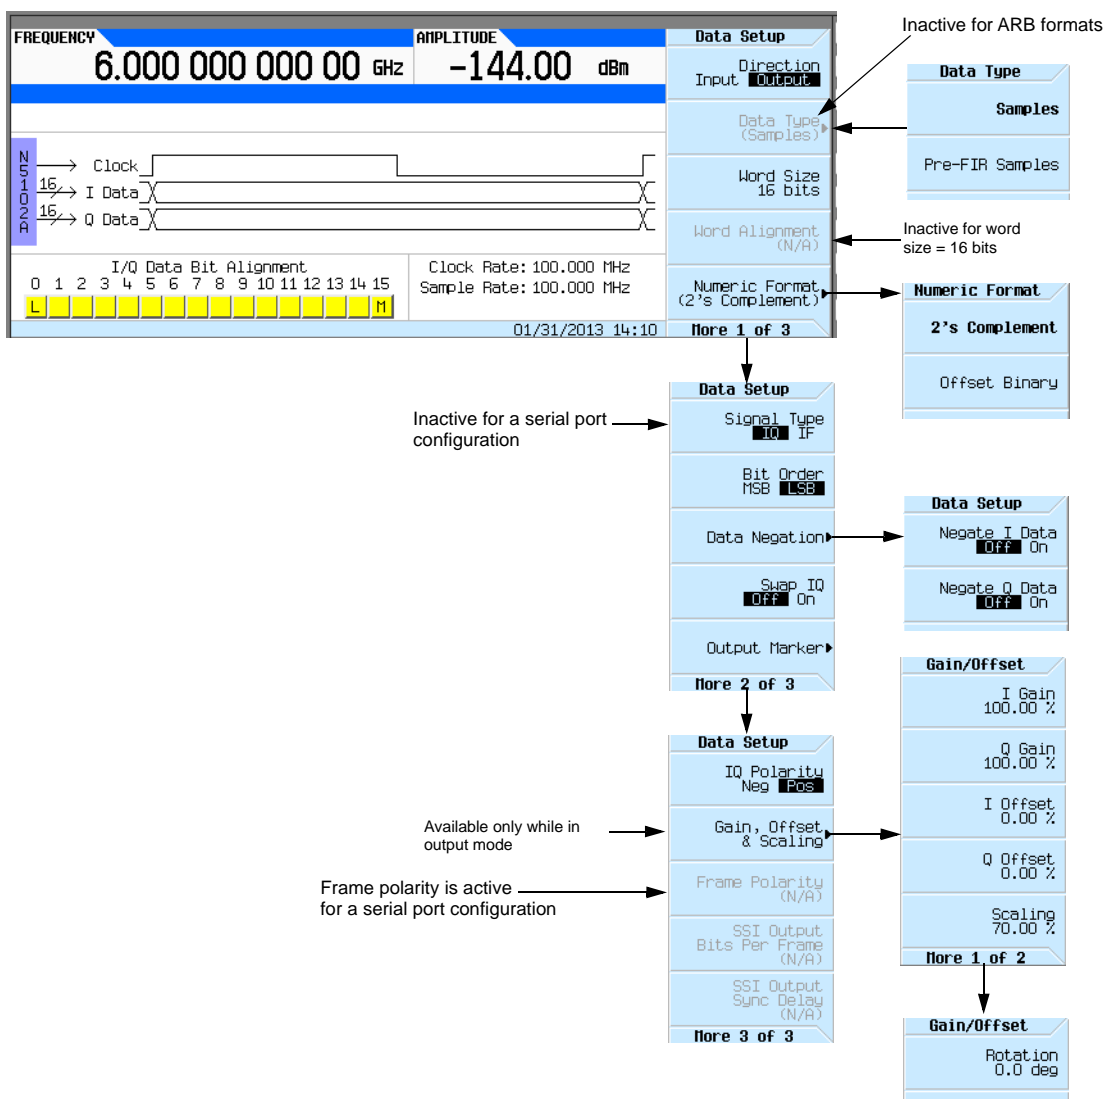 Inactive for ARB formats
FREQUENCY
6.000 000 000 00 GHz
AMPLITUDE
-144.00 dBm
Data Setup
Direction
Input Output
Data Type
(Samples)
Word Size
16 bits
Word Alignment
(N/A)
Numeric Format
(2's Complement)
More 1 of 3
Data Type
Samples
Pre-FIR Samples
Inactive for word
size = 16 bits
N5102A
Clock
16
I Data
16
Q Data
I/Q Data Bit Alignment
0 1 2 3 4 5 6 7 8 9 10 11 12 13 14 15
L
M
Clock Rate: 100.000 MHz
Sample Rate: 100.000 MHz
01/31/2013 14:10
Numeric Format
2's Complement
Offset Binary
Inactive for a serial port
configuration
Data Setup
Signal Type
IQ IF
Bit Order
MSB LSB
Data Negation
Swap IQ
Off On
Output Marker
More 2 of 3
Data Setup
Negate I Data
Off On
Negate Q Data
Off On
Available only while in
output mode
Frame polarity is active
for a serial port configuration
Data Setup
IQ Polarity
Neg Pos
Gain, Offset
& Scaling
Frame Polarity
(N/A)
SSI Output
Bits Per Frame
(N/A)
SSI Output
Sync Delay
(N/A)
More 3 of 3
Gain/Offset
I Gain
100.00 %
Q Gain
100.00 %
I Offset
0.00 %
Q Offset
0.00 %
Scaling
70.00 %
More 1 of 2
Gain/Offset
Rotation
0.0 deg